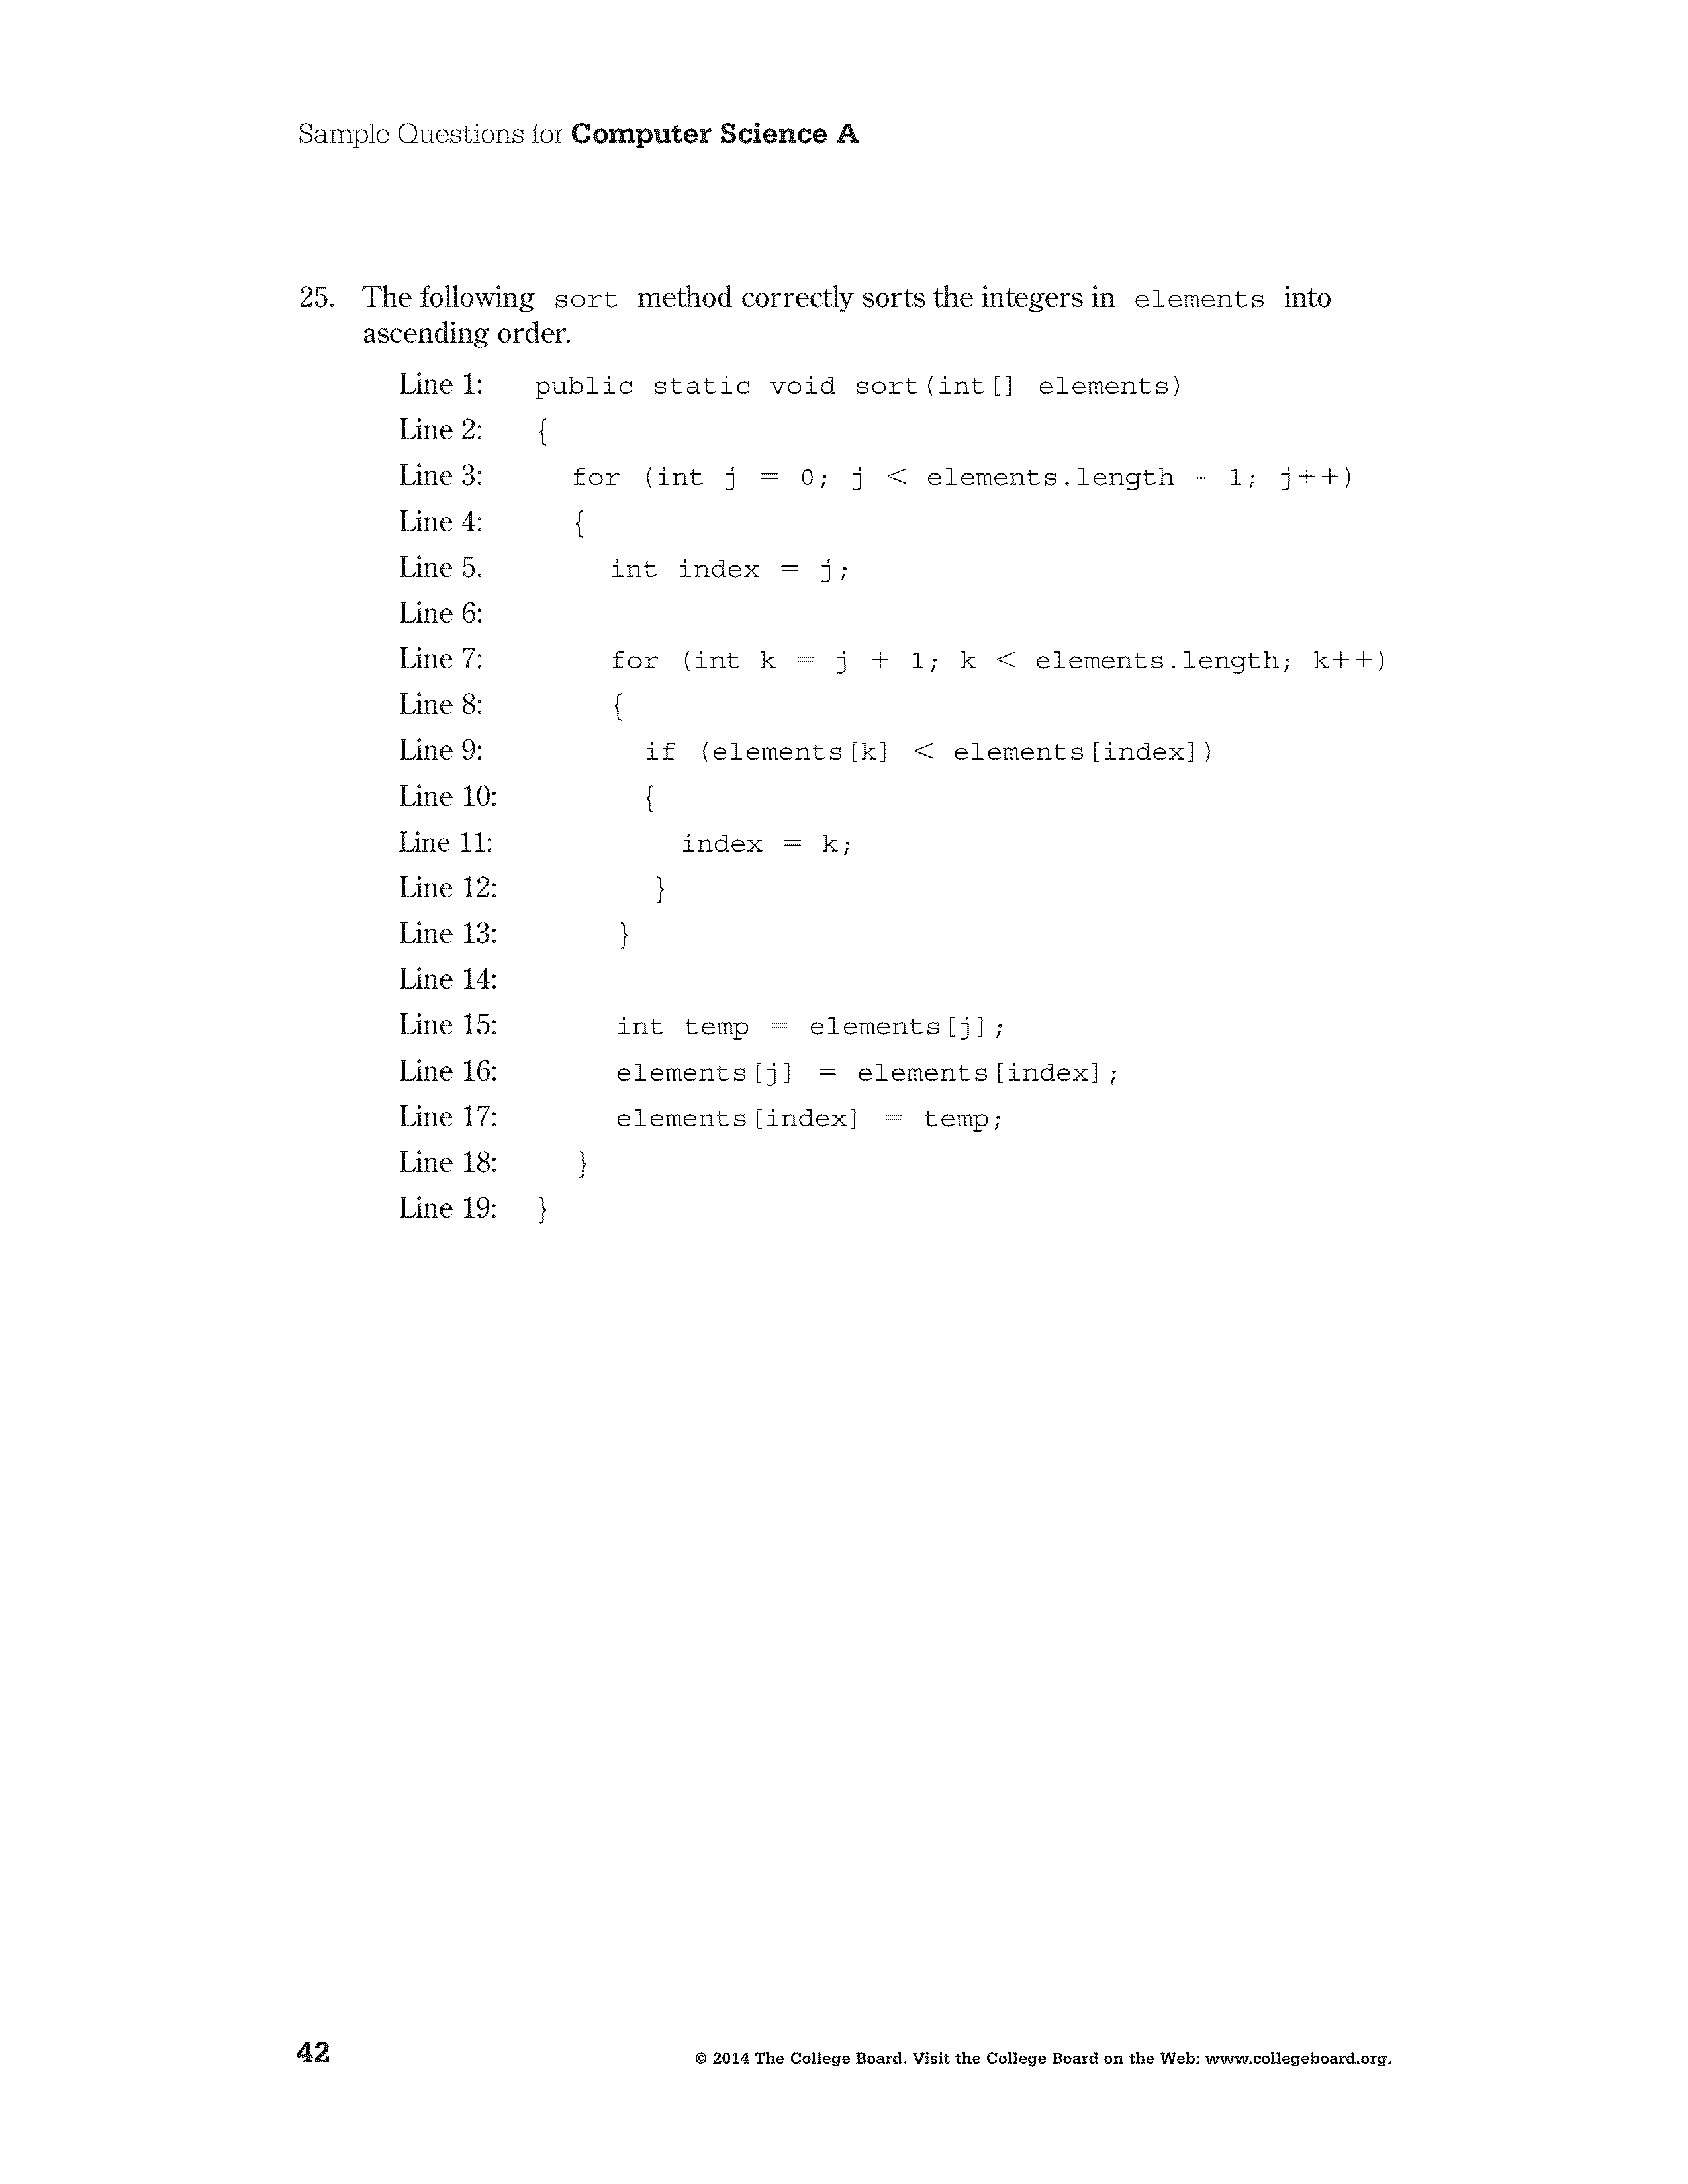 Sample Questions for Computer Science A
25. The following sort method correctly sorts the integers in elements into
ascending order.
Line 1: public static void sort(int[] elements)
Line 2: {
Line 3: for (int j = 0; j < elements.length - 1; j++)
Line 4: {
Line 5. int index = j;
Line 6:
Line 7: for (int k = j + 1; k < elements.length; k++)
Line 8: {
Line 9: if (elements[k] < elements[index])
Line 10: {
Line 11: index = k;
Line 12: }
Line 13: }
Line 14:
Line 15: int temp = elements[j];
Line 16: elements[j] = elements[index];
Line 17: elements[index] = temp;
Line 18: }
Line 19: }
42 © 2014 The College Board. Visit the College Board on the Web: www.collegeboard.org.